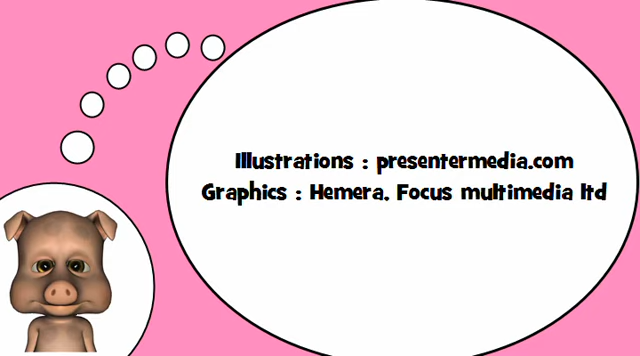 Illustrations : presentermedia.com
Graphics : Hemera, Focus multimedia ltd